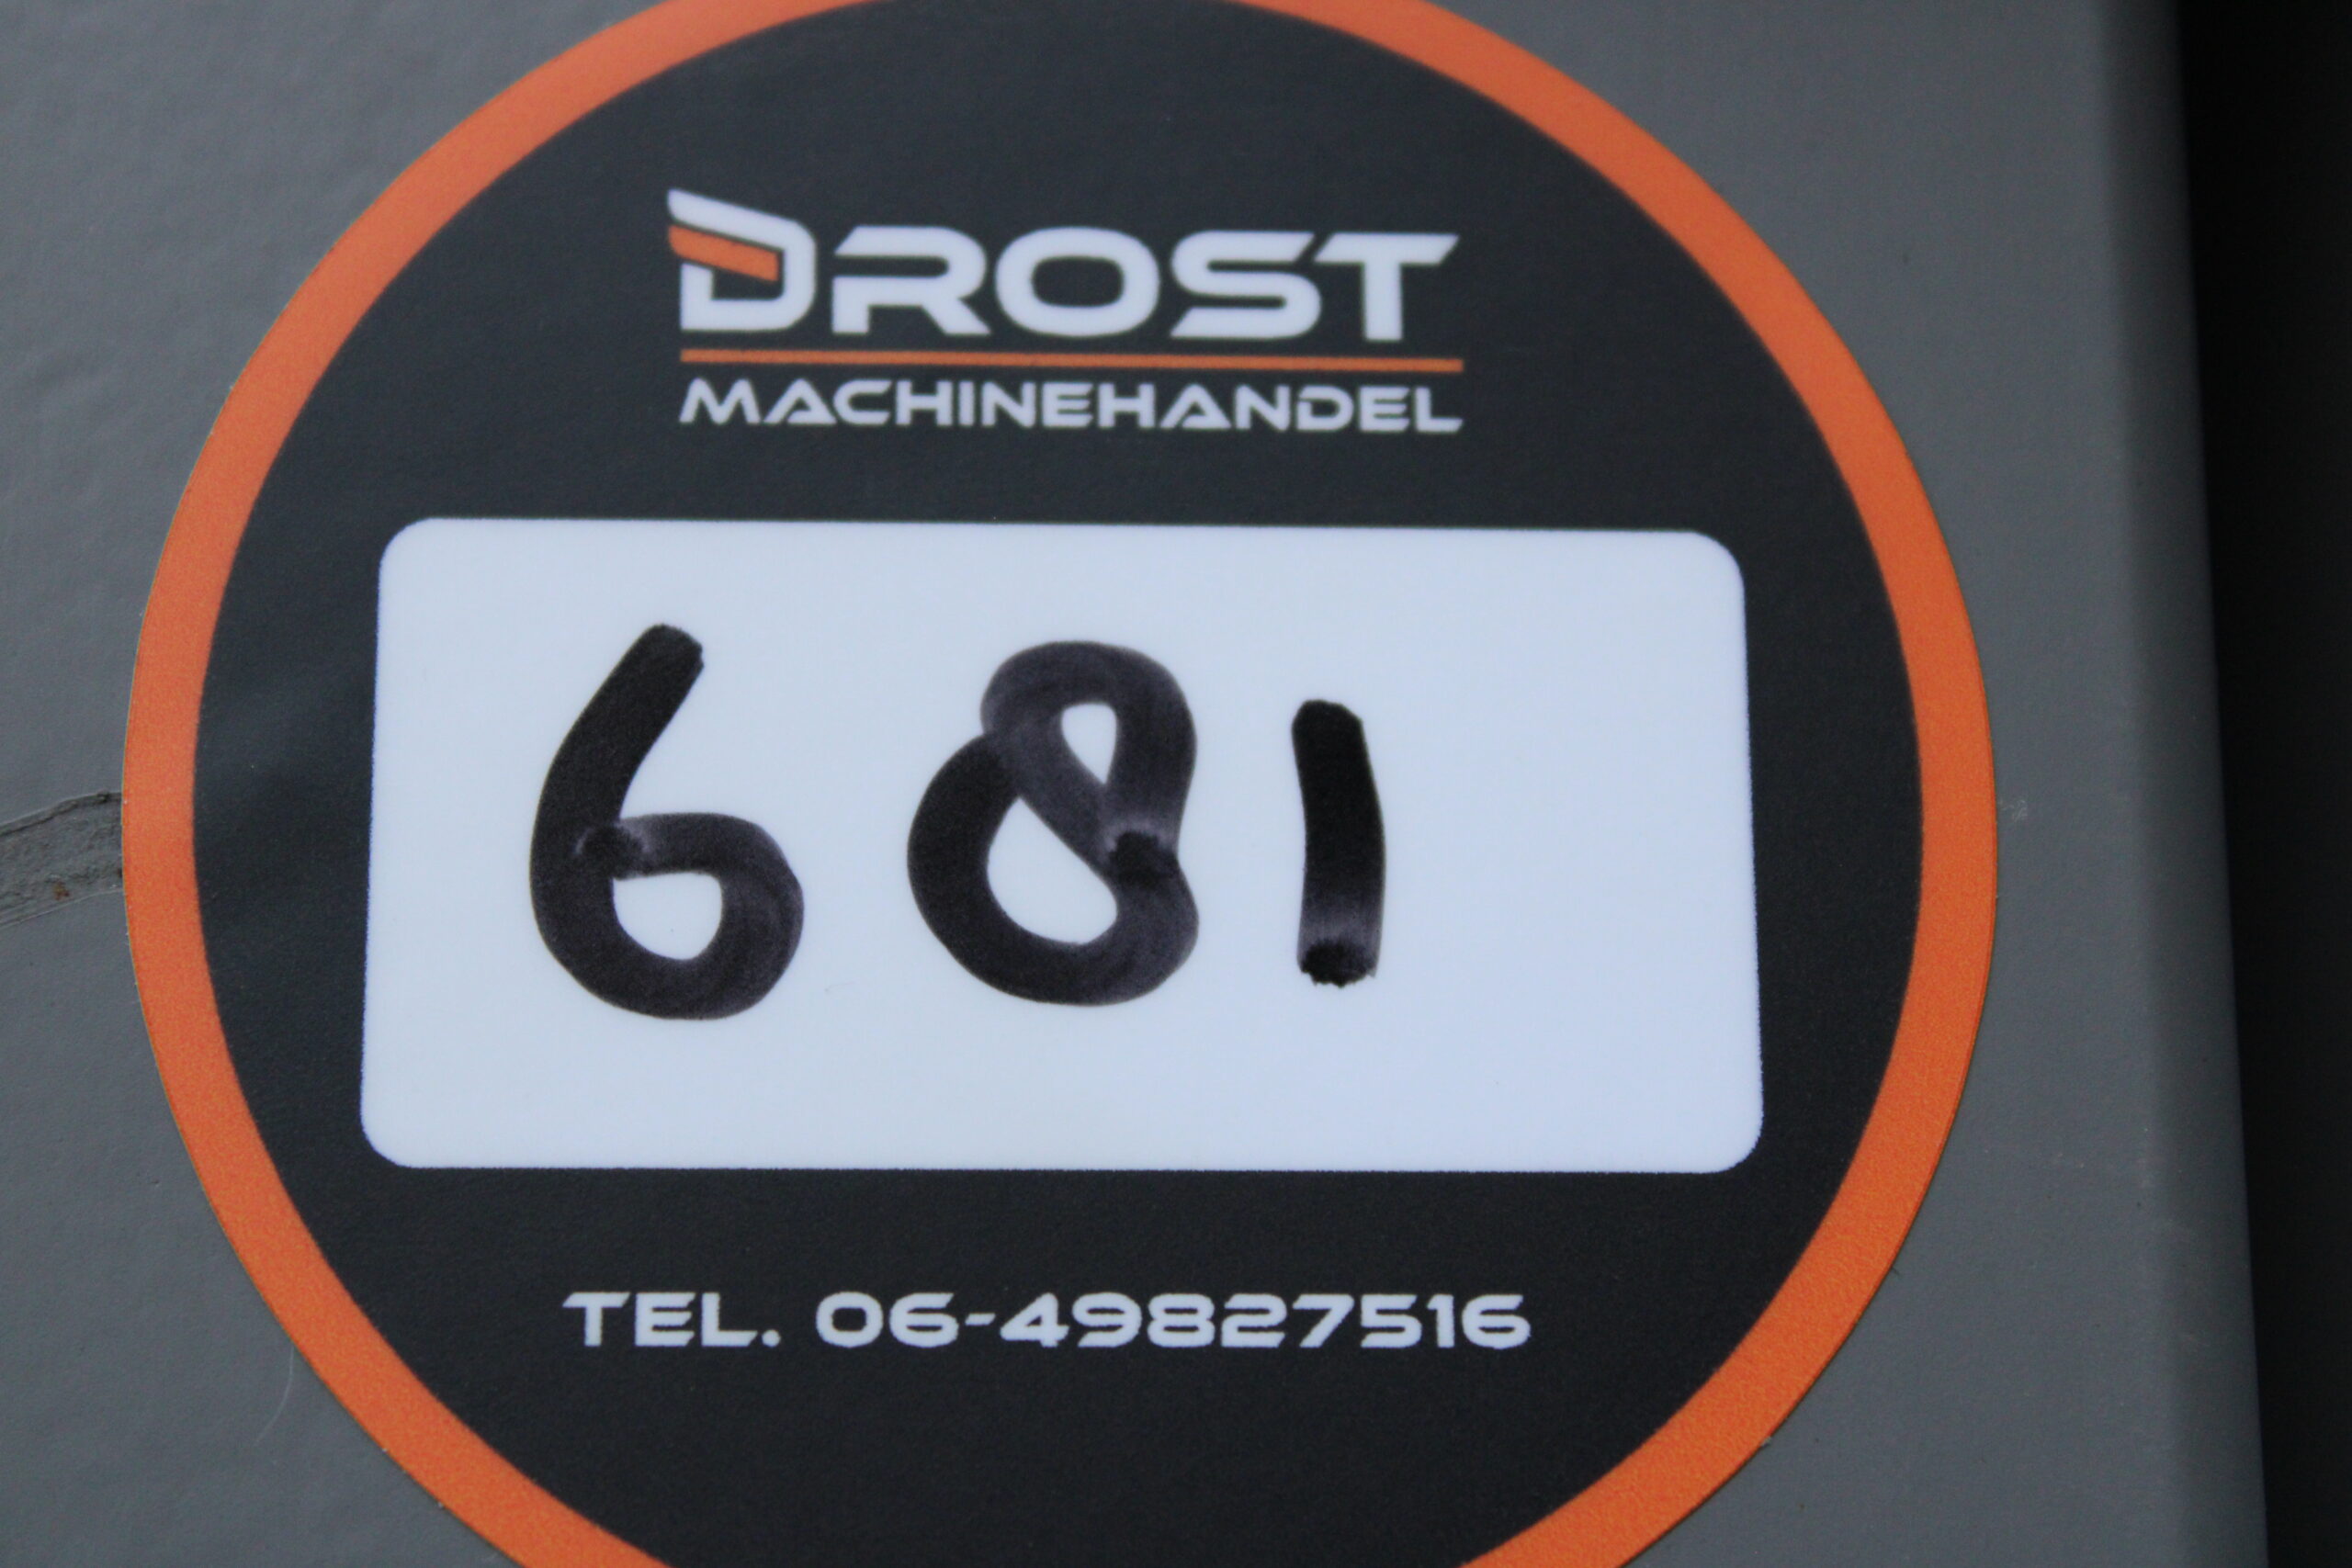 DROST
MACHINEHANDEL
681
TEL. 06-49827516